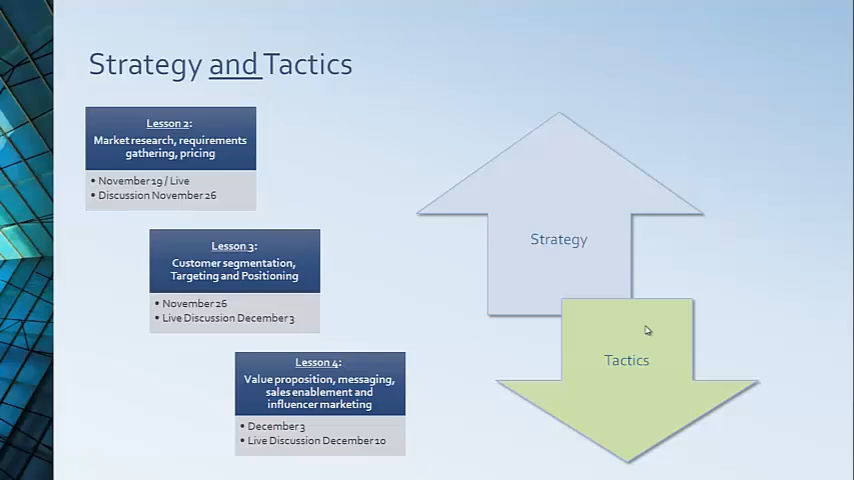 Strategy and Tactics
Lesson 2:
Market research, requirements
gathering, pricing
• November 19 / Live
• Discussion November 26
Lesson 3:
Customer segmentation,
Targeting and Positioning
• November 26
• Live Discussion December 3
Lesson 4:
Value proposition, messaging,
sales enablement and
influencer marketing
• December 3
• Live Discussion December 10
Strategy
Tactics